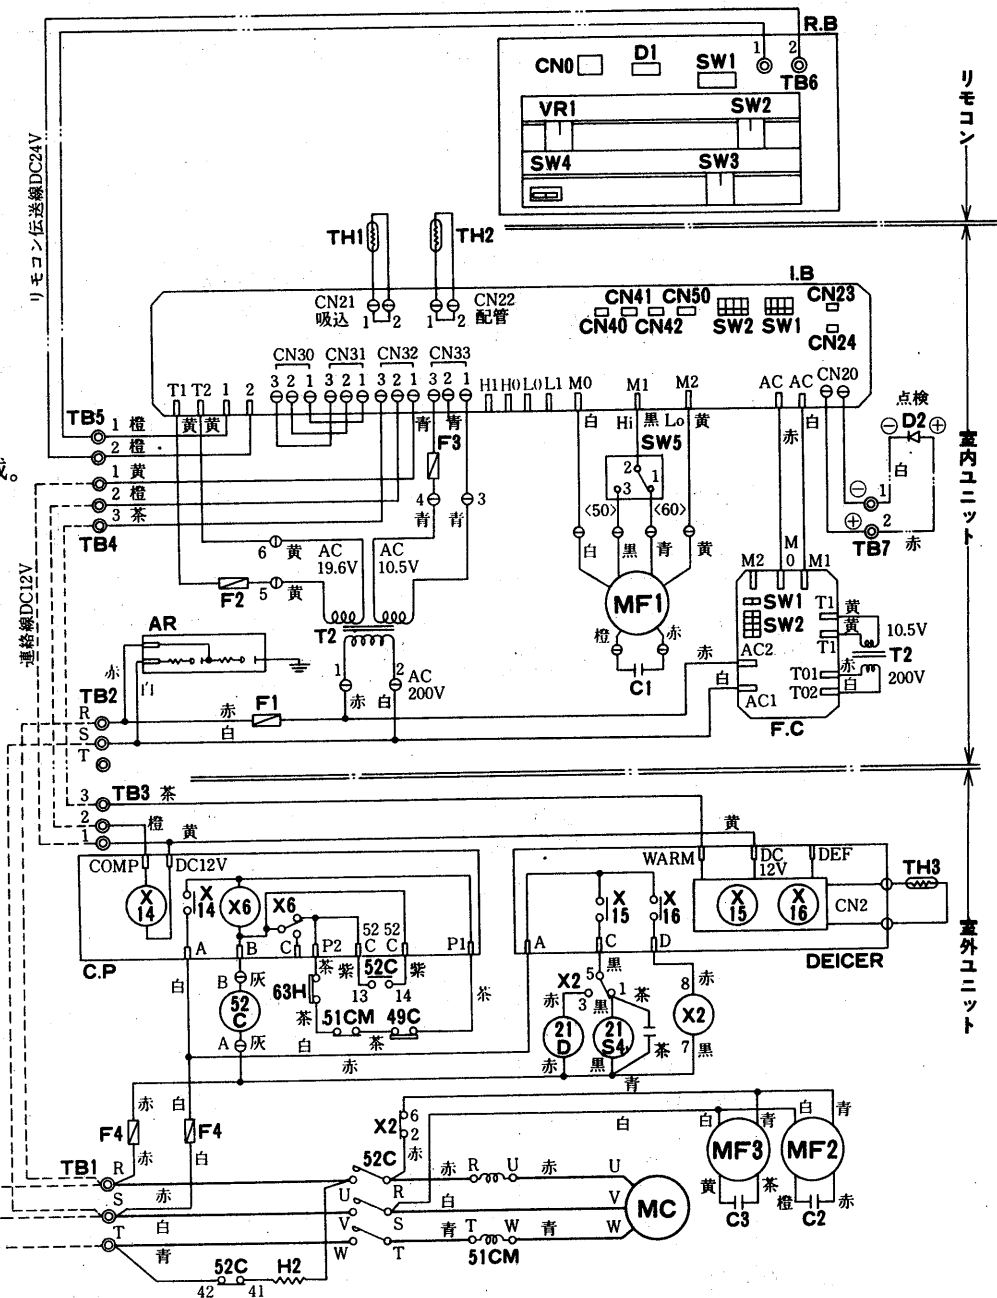 R.B
1 2
CN0 D1 SW1
TB6
VR1 SW2
SW4 SW3
リモコン
リモコン伝送線DC24V
TH1 TH2
I.B
CN21 吸込 1 2
CN22 配管 1 2
CN41 CN50 CN23
CN40 CN42 SW2 SW1 CN24
CN30 CN31 CN32 CN33 CN20
3 2 1 3 2 1 3 2 1 3 2 1
T1 T2 1 2
H1 H0 L0 L1 M0 M1 M2 AC AC
黄 黄 青 青 青
白 Hi 黒 Lo 黄 赤 白
点検
⊖ D2 ⊕
TB5
1 橙
2 橙
F3
SW5
2 1
3
白
室内ユニット
成。
1 黄
2 橙
3 茶
TB4
4 3
青 青
<50> <60>
⊖ 1
⊕ 2
TB7 赤
6 黄
AC 19.6V
AC 10.5V
白 黒 青 黄
F2 5 黄
T2
MF1
橙 赤
C1
M2 M0 M1
SW1
SW2
T1 黄
T1 黄
10.5V
T2
AC2
T01 赤
T02 白
200V
AC1
F.C
連絡線DC12V
AR
赤
白
1 2
AC 200V
赤 白
赤
白
TB2
R
S
T
赤 F1
白
3 TB3 茶
2 橙
1 黄 黄
COMP DC12V
WARM DC 12V DEF
TH3
X 14
X 14
X6
X6
52 C 52 C
X 15
X 16
X 15
X 16
CN2
A B C P2 P1
A C D
C.P
DEICER
室外ユニット
白
B 灰
52 C
A 灰
茶 紫 52C 紫
63H 13 14
茶 51CM 49C
白 茶
茶
黒
5
X2
3 1
赤 黒 茶
21 D
21 S4
赤 黒 茶
8 赤
X2
7 黒
赤
青
赤 白
F4 F4
赤 白
X2 6
2
赤
白
白 青 白 青
MF3 MF2
黄 茶 橙 赤
C3 C2
TB1 R
S 赤
T 白
青
52C
U R
V S
W T
赤 R U 赤 U
白 V
青 T W 青 W
51CM
MC
52C H2
42 41